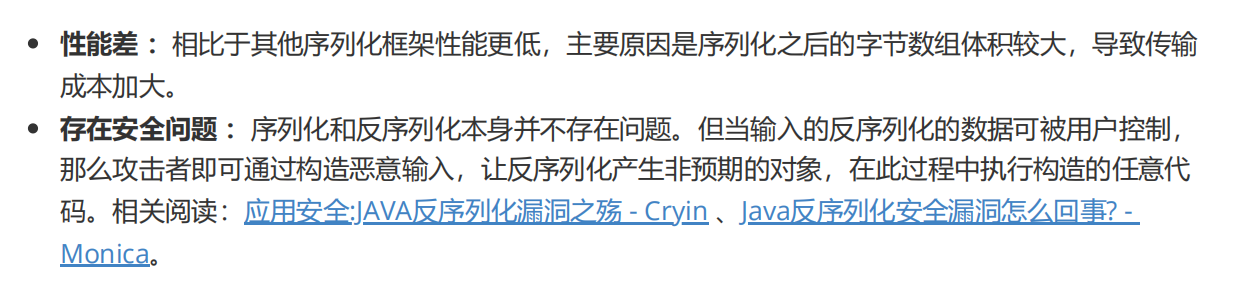 • 性能差 ： 相比于其他序列化框架性能更低，主要原因是序列化之后的字节数组体积较大，导致传输
成本加大。
• 存在安全问题 ： 序列化和反序列化本身并不存在问题。但当输入的反序列化的数据可被用户控制，
那么攻击者即可通过构造恶意输入，让反序列化产生非预期的对象，在此过程中执行构造的任意代
码。相关阅读：应用安全:JAVA反序列化漏洞之殇 - Cryin 、Java反序列化安全漏洞怎么回事? -
Monica。